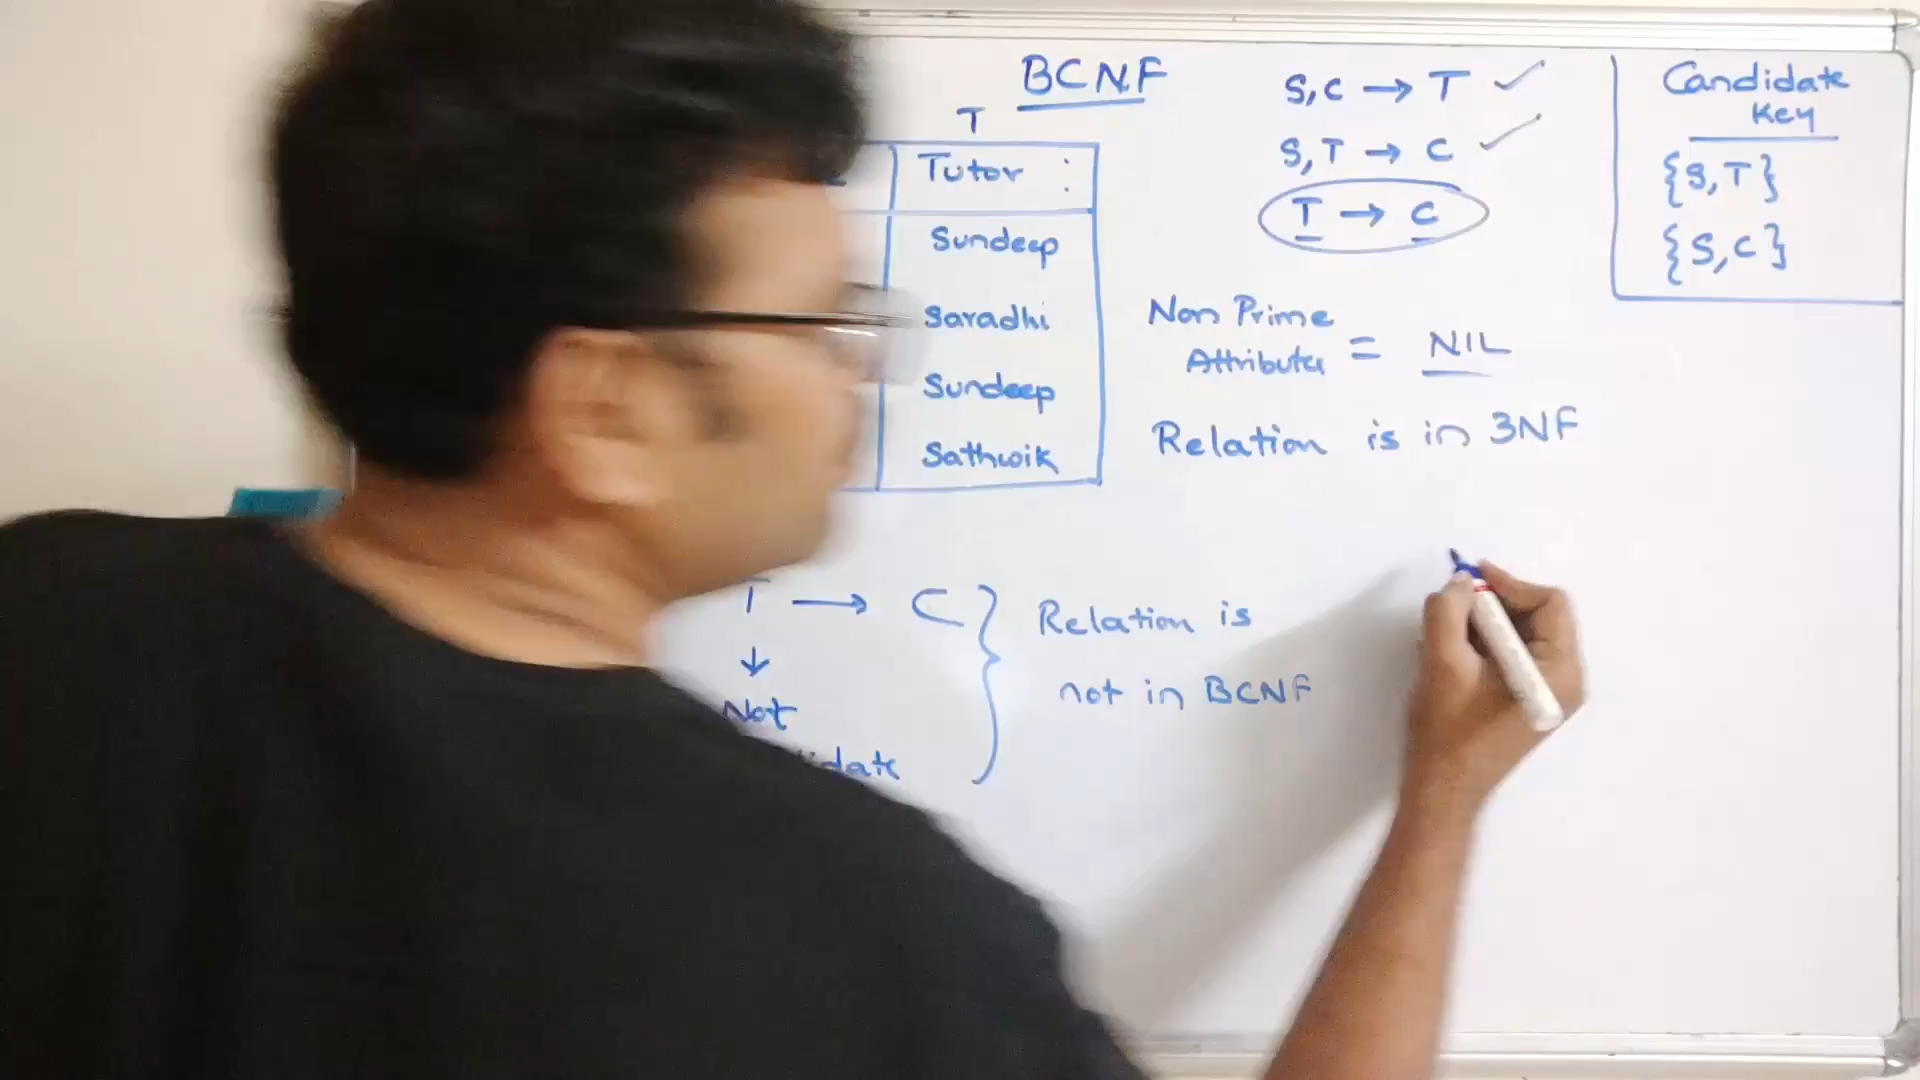 BCNF
T
Tutor :
Sundeep
Saradhi
Sundeep
Sathwik
S,C → T ✓
S,T → C ✓
T → C
Candidate
Key
{S,T}
{S,C}
Non Prime
Attributes = NIL
Relation is in 3NF
T → C }
↓
Not
Relation is
not in BCNF